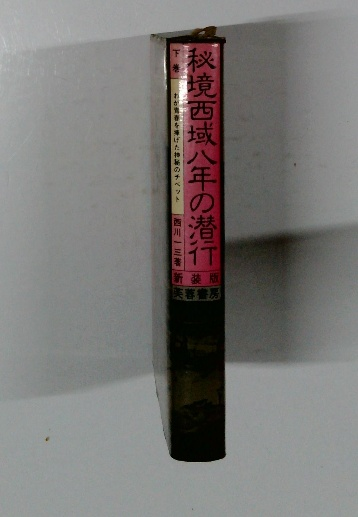 秘境西域八年の潜行
下巻
わが青春を捧げた神秘のチベット
西川一三著
新装版
芙蓉書房